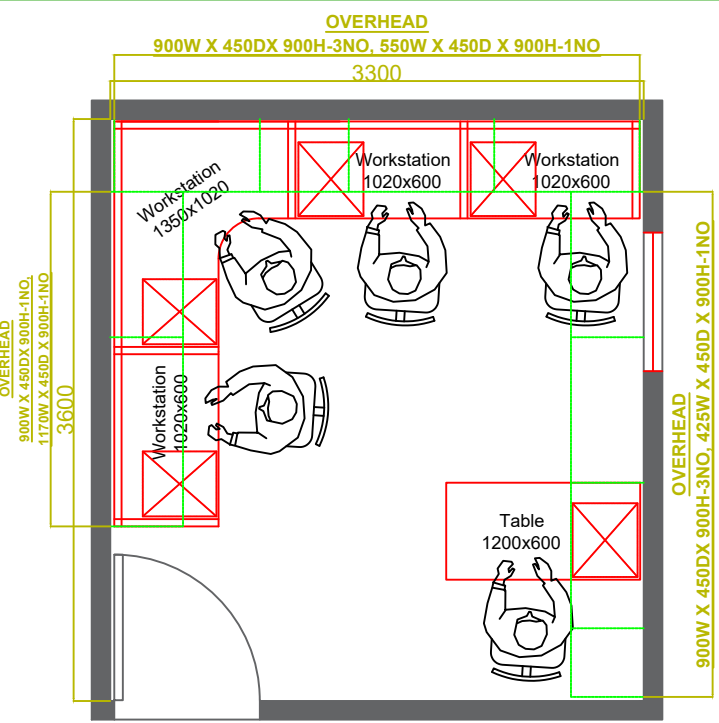 OVERHEAD
900W X 450DX 900H-3NO, 550W X 450D X 900H-1NO
3300
Workstation
1350x1020
Workstation
1020x600
Workstation
1020x600
OVERHEAD
900W X 450DX 900H-1NO,
1170W X 450D X 900H-1NO
3600
Workstation
1020x600
OVERHEAD
900W X 450DX 900H-3NO, 425W X 450D X 900H-1NO
Table
1200x600